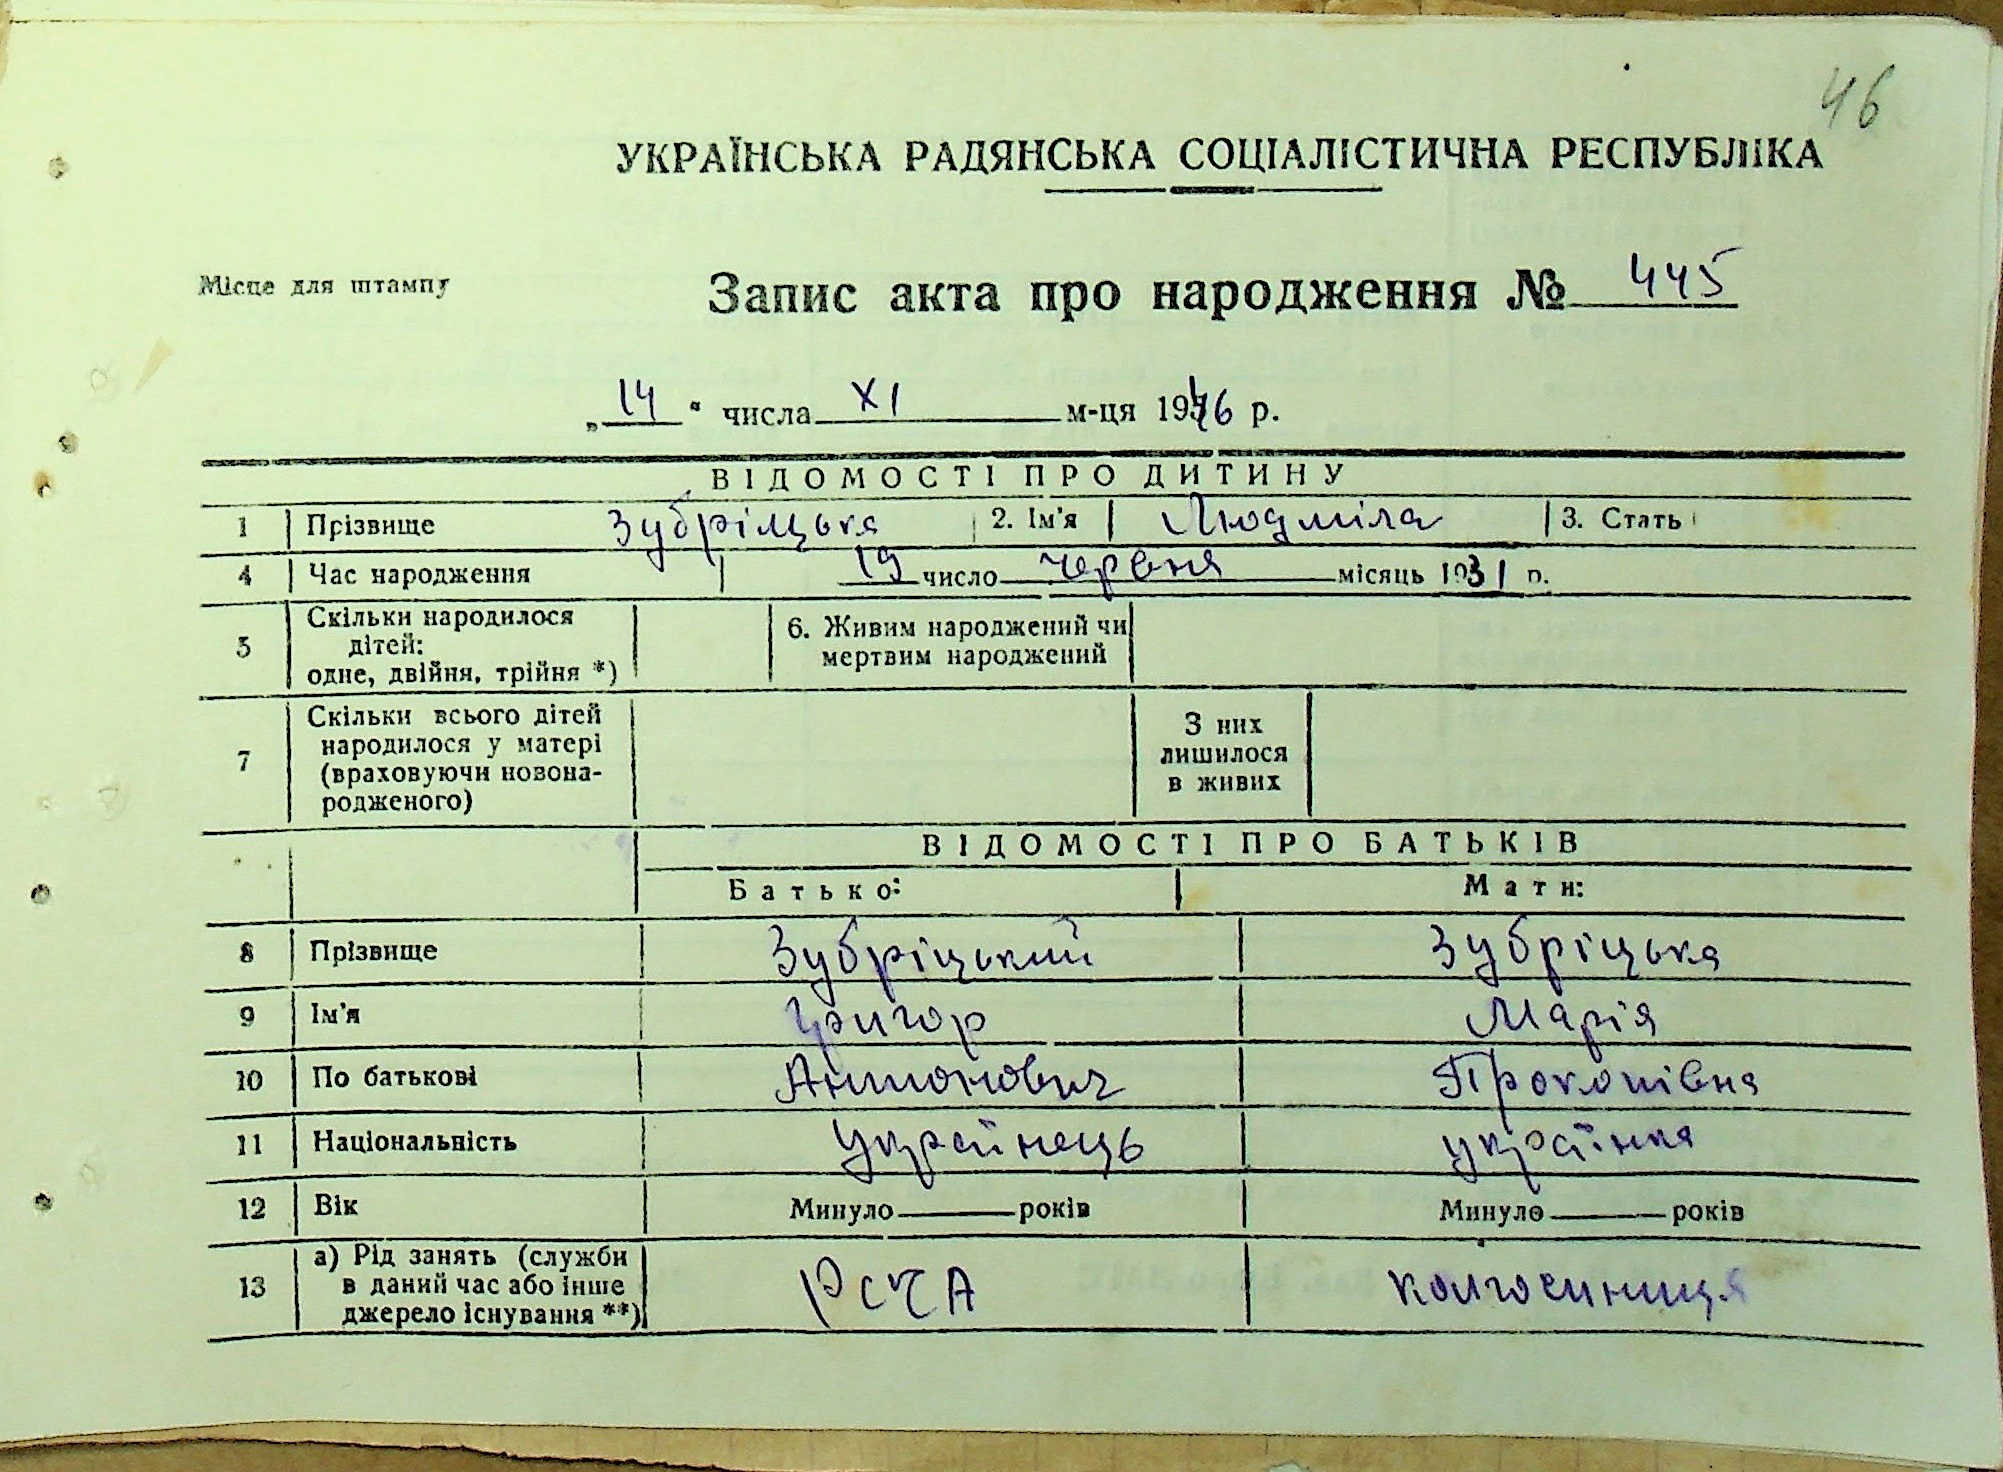 46
УКРАЇНСЬКА РАДЯНСЬКА СОЦІАЛІСТИЧНА РЕСПУБЛІКА
Місце для штампу
Запис акта про народження № 445
„14“ числа XI м-ця 1946 р.
ВІДОМОСТІ ПРО ДИТИНУ
1 Прізвище Зубріцька 2. Ім'я Людміла 3. Стать
4 Час народження 19 число червня місяць 1931 р.
5 Скільки народилося дітей: одне, двійня, трійня *) 6. Живим народжений чи мертвим народжений
7 Скільки всього дітей народилося у матері (враховуючи новонародженого) З них лишилося в живих
ВІДОМОСТІ ПРО БАТЬКІВ
Батько: Мати:
8 Прізвище Зубріцький Зубріцька
9 Ім'я Григор Марія
10 По батькові Антонович Прокопівна
11 Національність українець українка
12 Вік Минуло років Минуло років
13 а) Рід занять (служби в даний час або інше джерело існування **) РСЧА колгоспниця